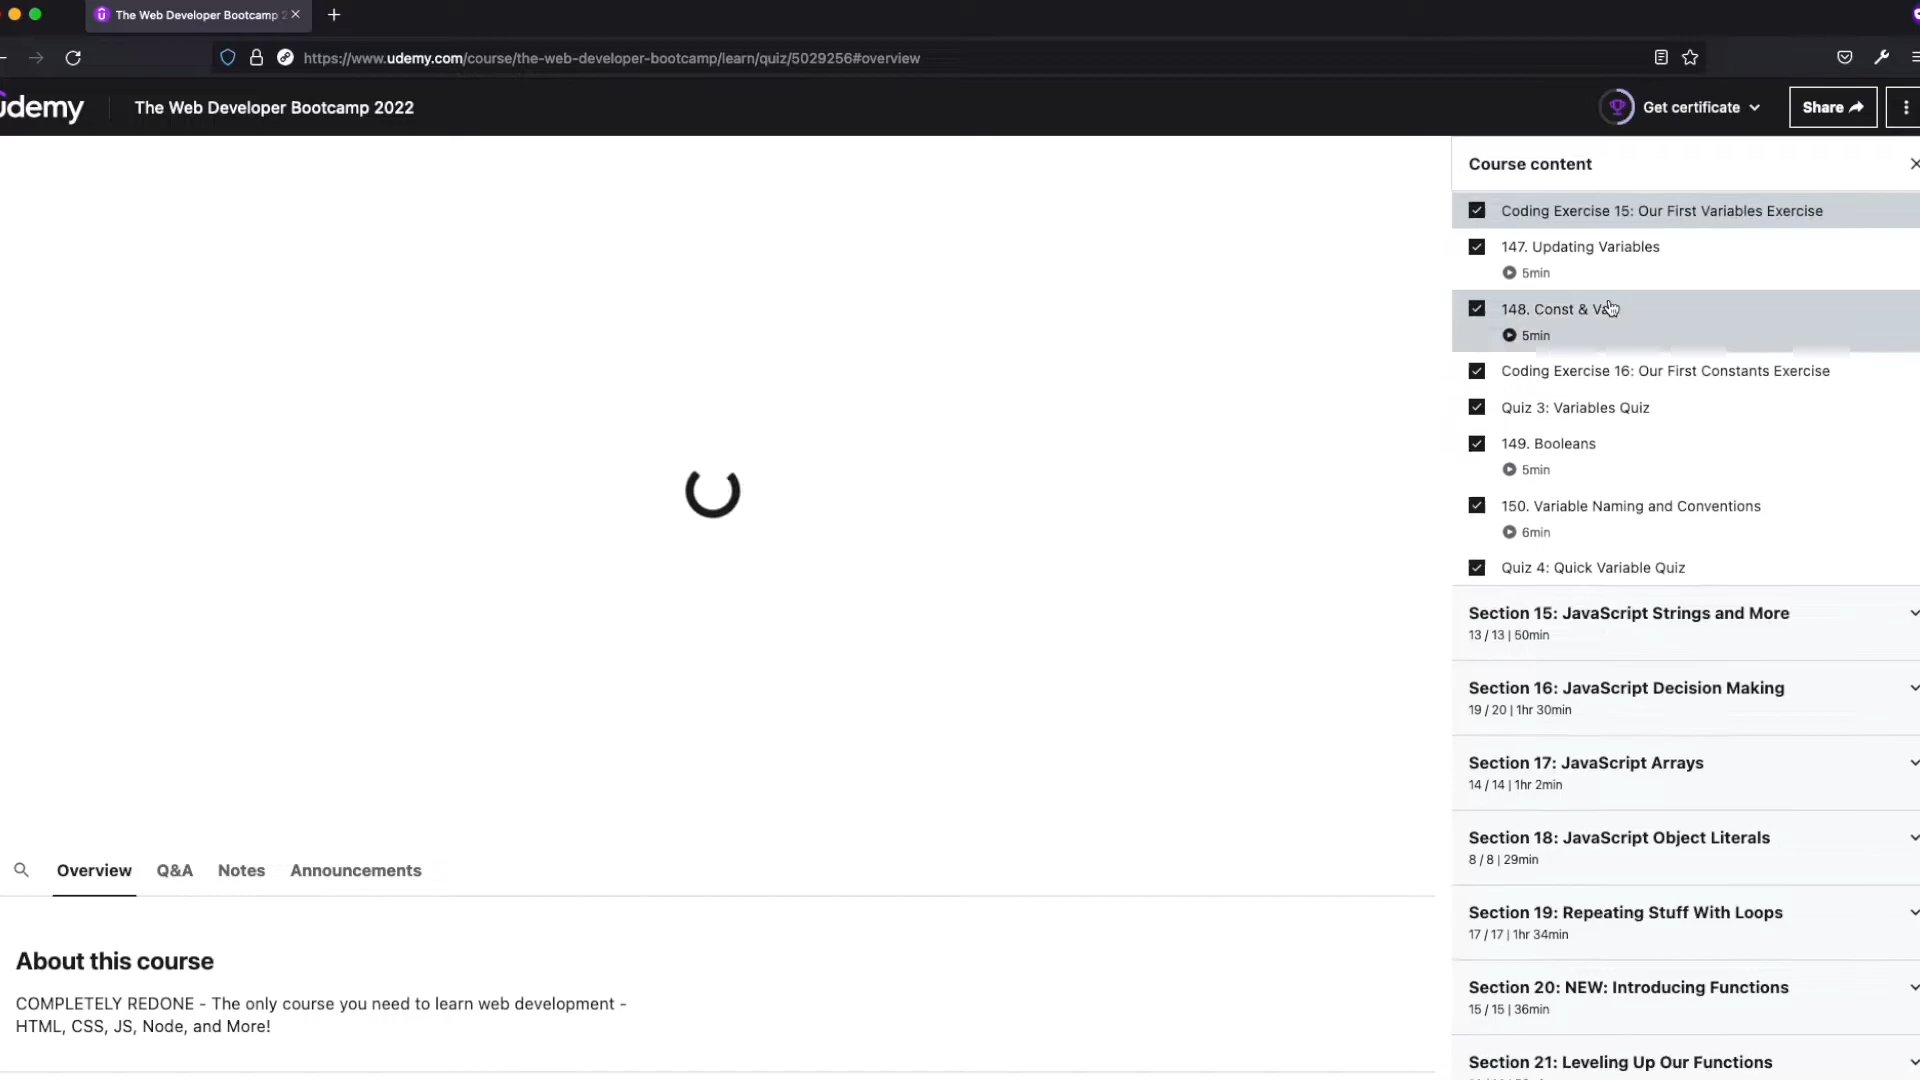 The Web Developer Bootcamp 2
https://www.udemy.com/course/the-web-developer-bootcamp/learn/quiz/5029256#overview
udemy
The Web Developer Bootcamp 2022
Get certificate
Share
Course content
Coding Exercise 15: Our First Variables Exercise
147. Updating Variables
5min
148. Const &
5min
Coding Exercise 16: Our First Constants Exercise
Quiz 3: Variables Quiz
149. Booleans
5min
150. Variable Naming and Conventions
6min
Quiz 4: Quick Variable Quiz
Section 15: JavaScript Strings and More
13 / 13 | 50min
Section 16: JavaScript Decision Making
19 / 20 | 1hr 30min
Section 17: JavaScript Arrays
14 / 14 | 1hr 2min
Section 18: JavaScript Object Literals
8 / 8 | 29min
Section 19: Repeating Stuff With Loops
17 / 17 | 1hr 34min
Section 20: NEW: Introducing Functions
15 / 15 | 36min
Section 21: Leveling Up Our Functions
Overview
Q&A
Notes
Announcements
About this course
COMPLETELY REDONE - The only course you need to learn web development -
HTML, CSS, JS, Node, and More!